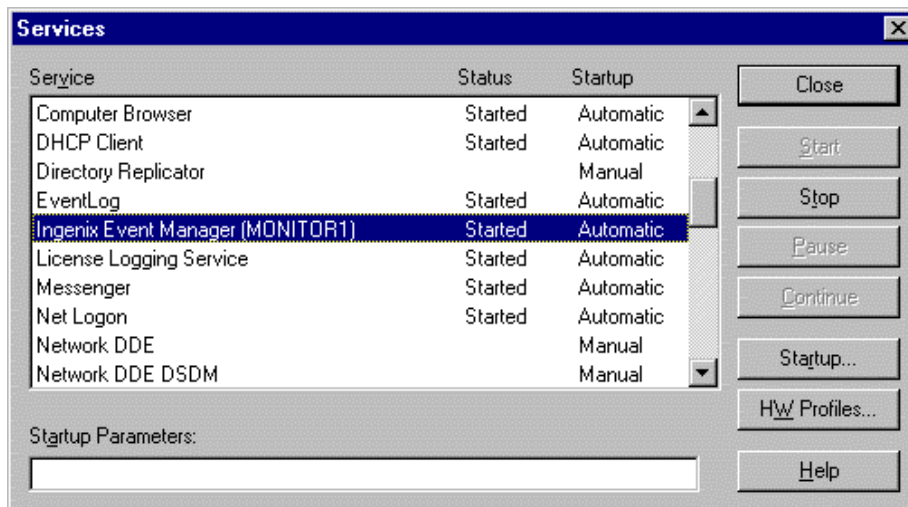 Services
Service Status Startup
Computer Browser Started Automatic
DHCP Client Started Automatic
Directory Replicator Manual
EventLog Started Automatic
Ingenix Event Manager (MONITOR1) Started Automatic
License Logging Service Started Automatic
Messenger Started Automatic
Net Logon Started Automatic
Network DDE Manual
Network DDE DSDM Manual
Startup Parameters:
Close
Start
Stop
Pause
Continue
Startup...
HW Profiles...
Help